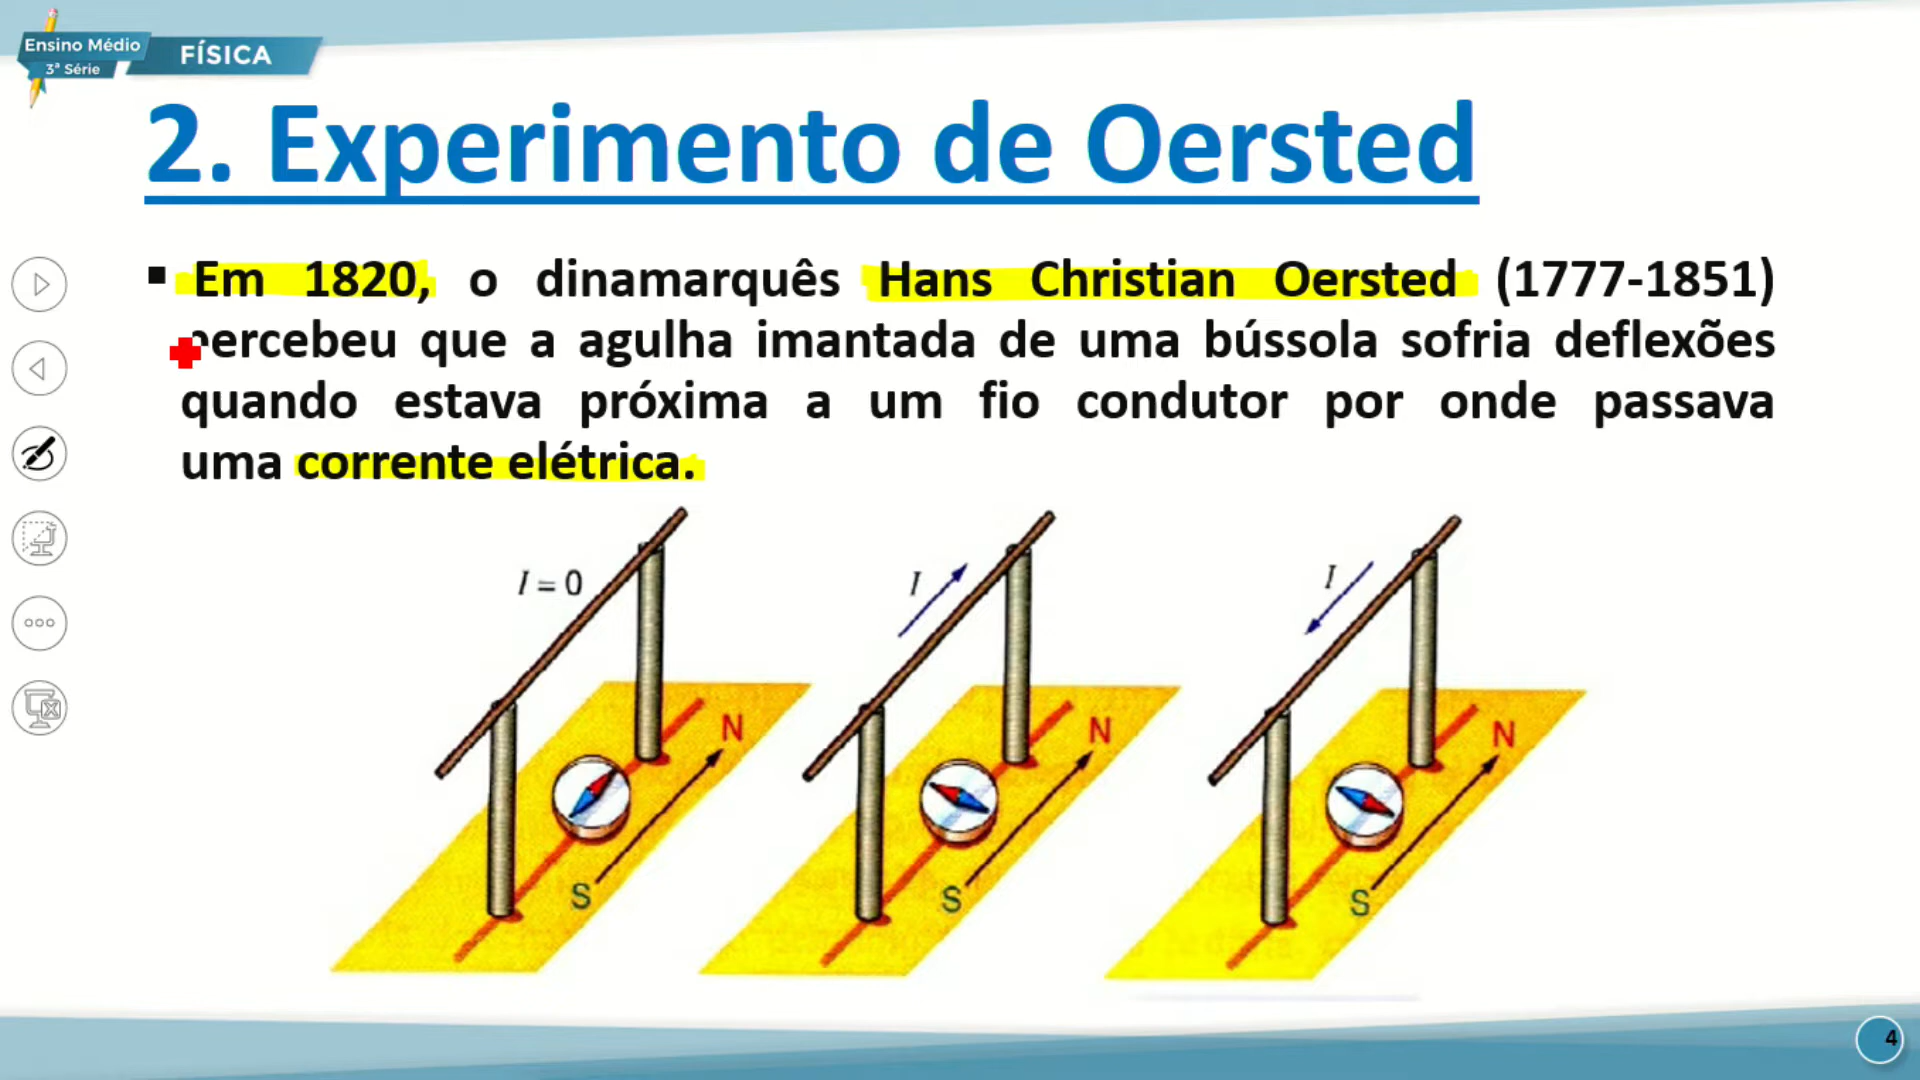 Ensino Médio
3ª Série
FÍSICA
2. Experimento de Oersted
▪ Em 1820, o dinamarquês Hans Christian Oersted (1777-1851)
percebeu que a agulha imantada de uma bússola sofria deflexões
quando estava próxima a um fio condutor por onde passava
uma corrente elétrica.
I = 0
I
I
N
N
N
S
S
S
4